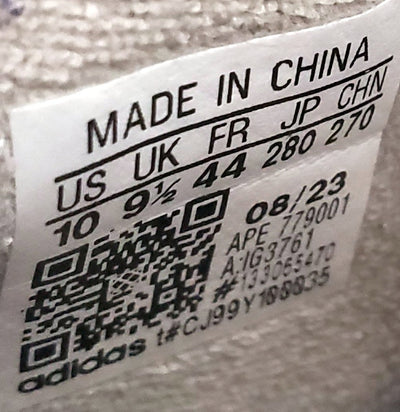 MADE IN CHINA
US UK FR JP CHN
10 9½ 44 280 270
08/23
APE 779001
A:IG3761
#133065470
adidas t#CJ99Y100035